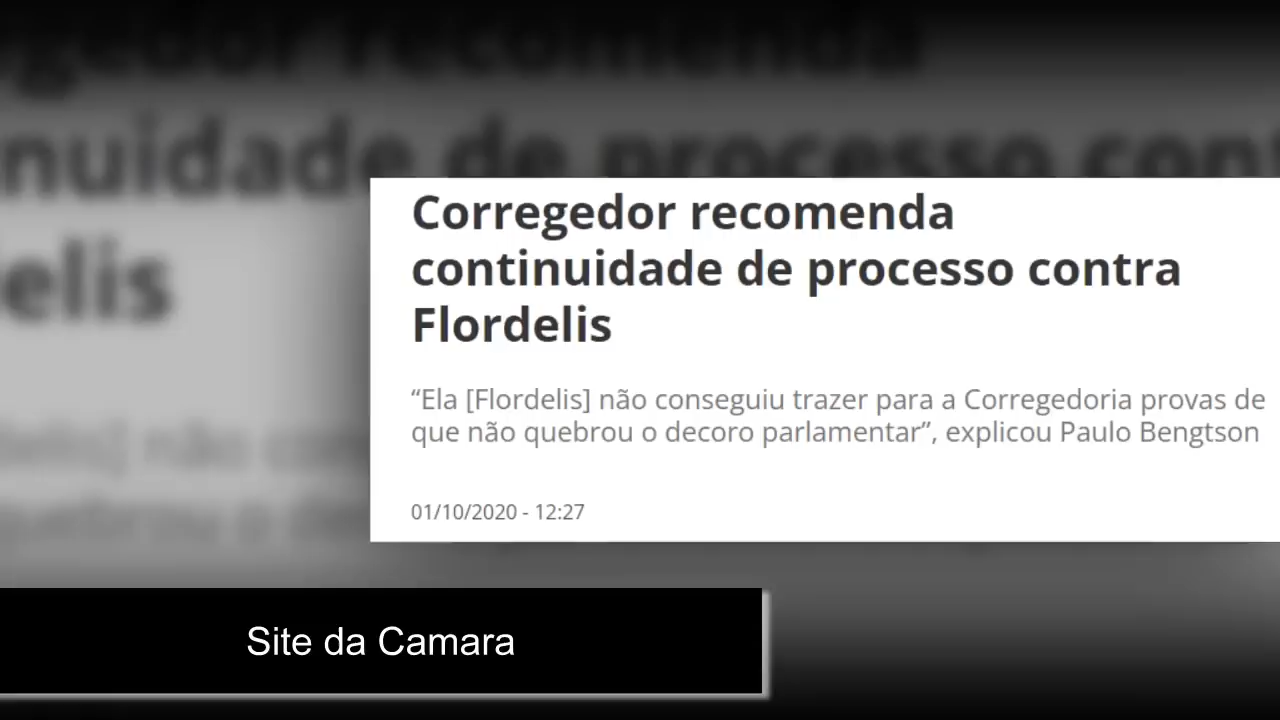 Corregedor recomenda
continuidade de processo contra
Flordelis
“Ela [Flordelis] não conseguiu trazer para a Corregedoria provas de
que não quebrou o decoro parlamentar”, explicou Paulo Bengtson
01/10/2020 - 12:27
Site da Camara